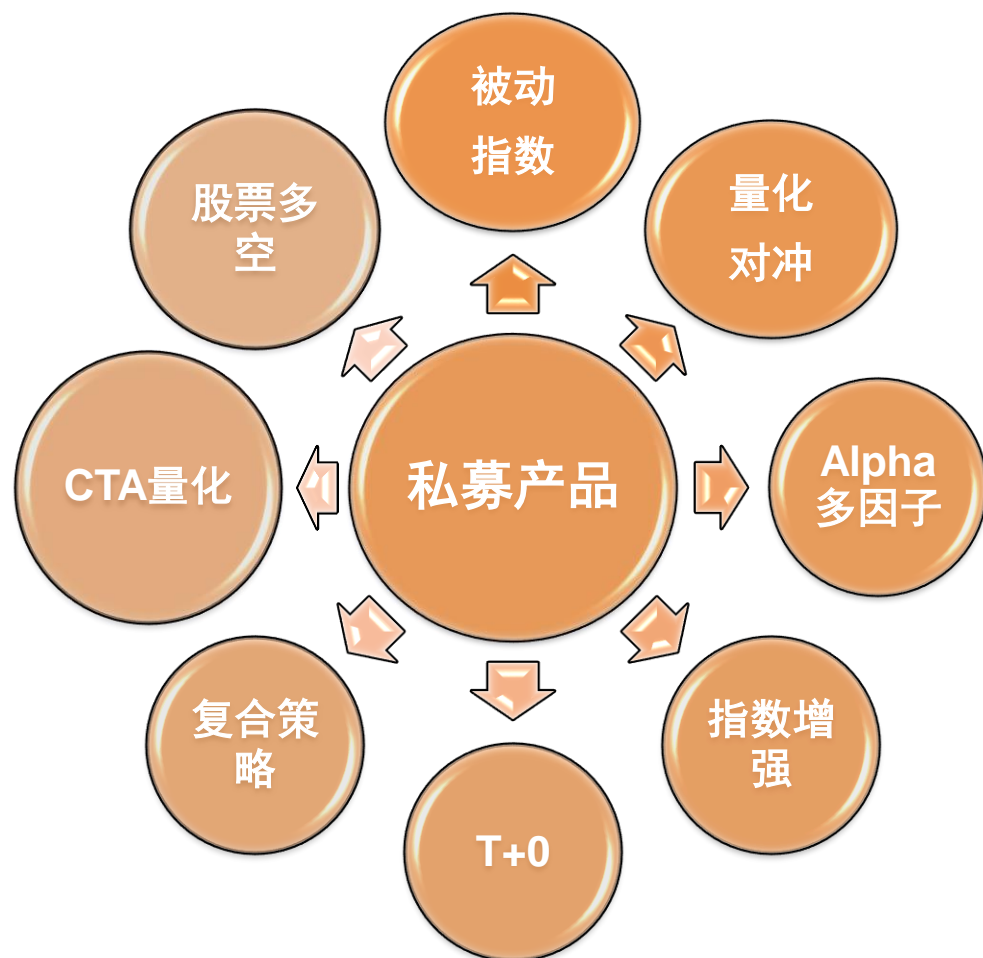 被动
指数
量化
对冲
股票多
空
Alpha
多因子
CTA量化
私募产品
指数增
强
复合策
略
T+0